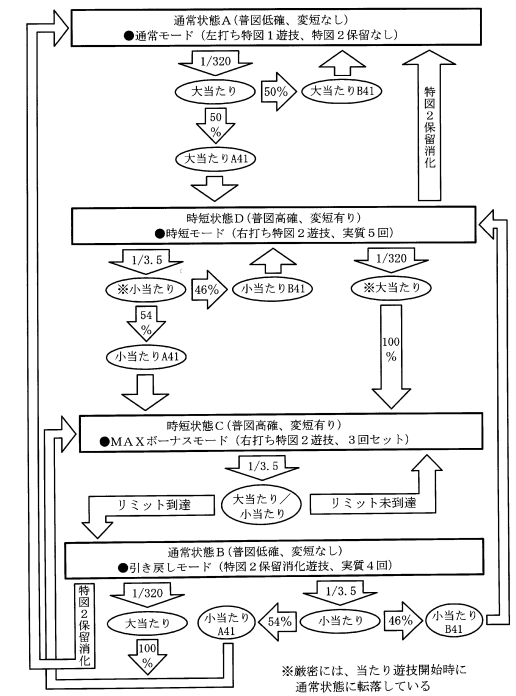 通常状態A(普図低確、変短なし)
●通常モード(左打ち特図1遊技、特図2保留なし)
1/320
大当たり
50%
大当たりB41
特図2保留消化
50
%
大当たりA41
時短状態D(普図高確、変短有り)
●時短モード(右打ち特図2遊技、実質5回)
1/3.5
1/320
※小当たり
46%
小当たりB41
※大当たり
54
%
100
%
小当たりA41
時短状態C(普図高確、変短有り)
●MAXボーナスモード(右打ち特図2遊技、3回セット)
1/3.5
リミット到達
大当たり/
小当たり
リミット未到達
通常状態B(普図低確、変短なし)
●引き戻しモード(特図2保留消化遊技、実質4回)
特図2保留消化
1/320
1/3.5
大当たり
小当たり
A41
54%
小当たり
46%
小当たり
B41
100
%
※厳密には、当たり遊技開始時に
通常状態に転落している